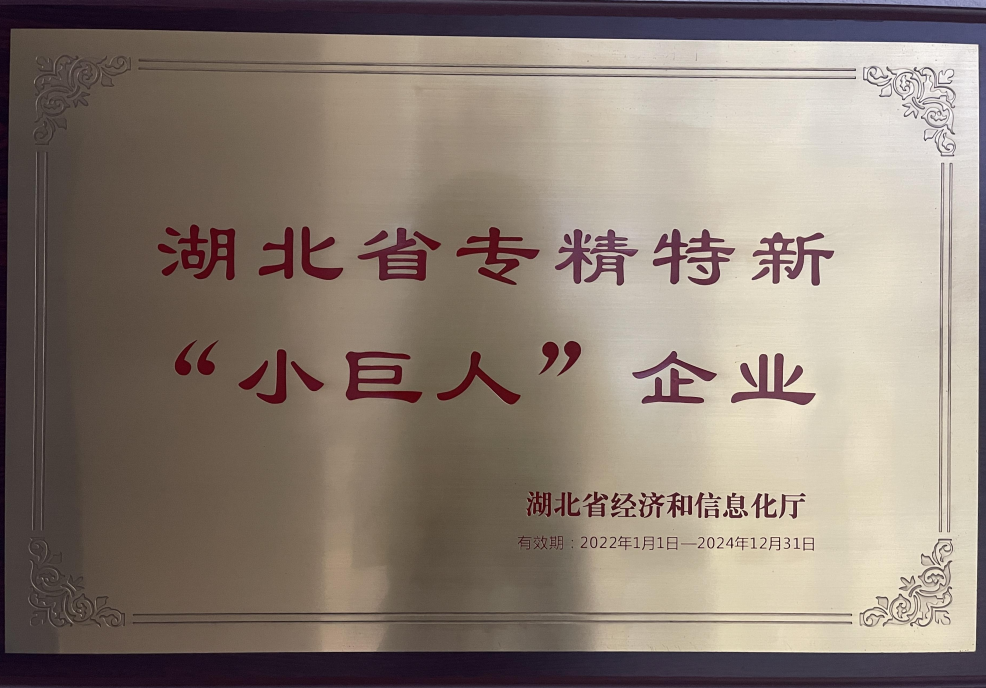 湖北省专精特新
“小巨人”企业
湖北省经济和信息化厅
有效期：2022年1月1日—2024年12月31日